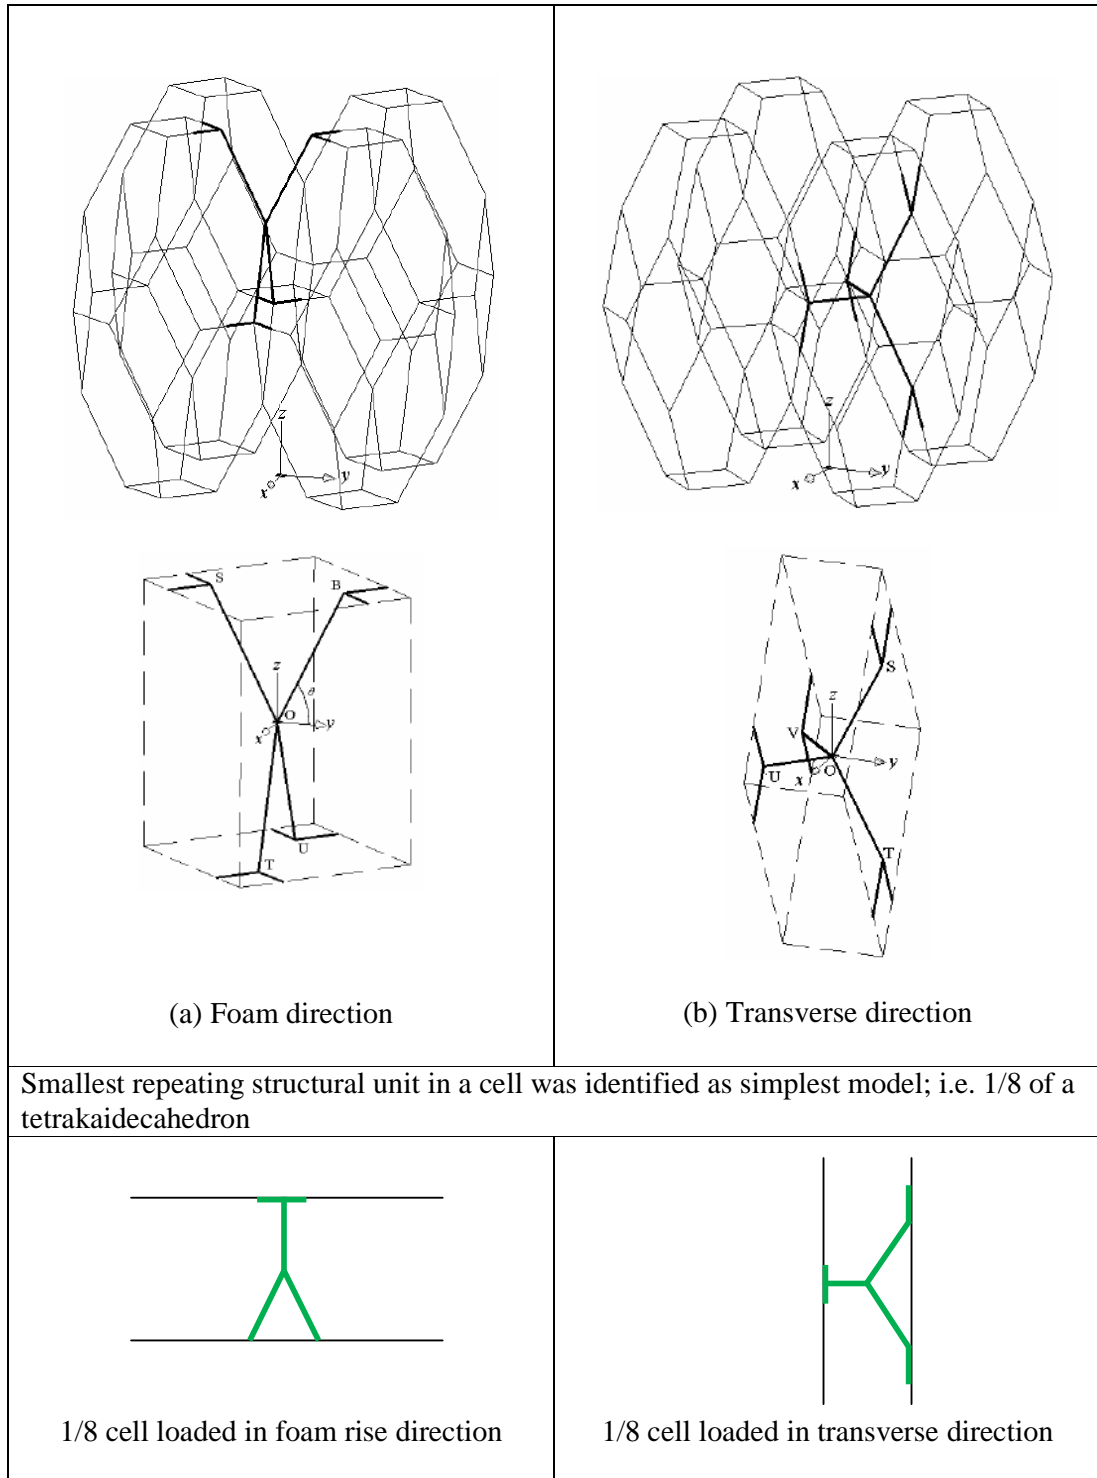 z
y
x
z
y
x
S
B
z
θ
O
y
x
U
T
S
z
V
y
U
x
O
T
(a) Foam direction
(b) Transverse direction
Smallest repeating structural unit in a cell was identified as simplest model; i.e. 1/8 of a
tetrakaidecahedron
1/8 cell loaded in foam rise direction
1/8 cell loaded in transverse direction